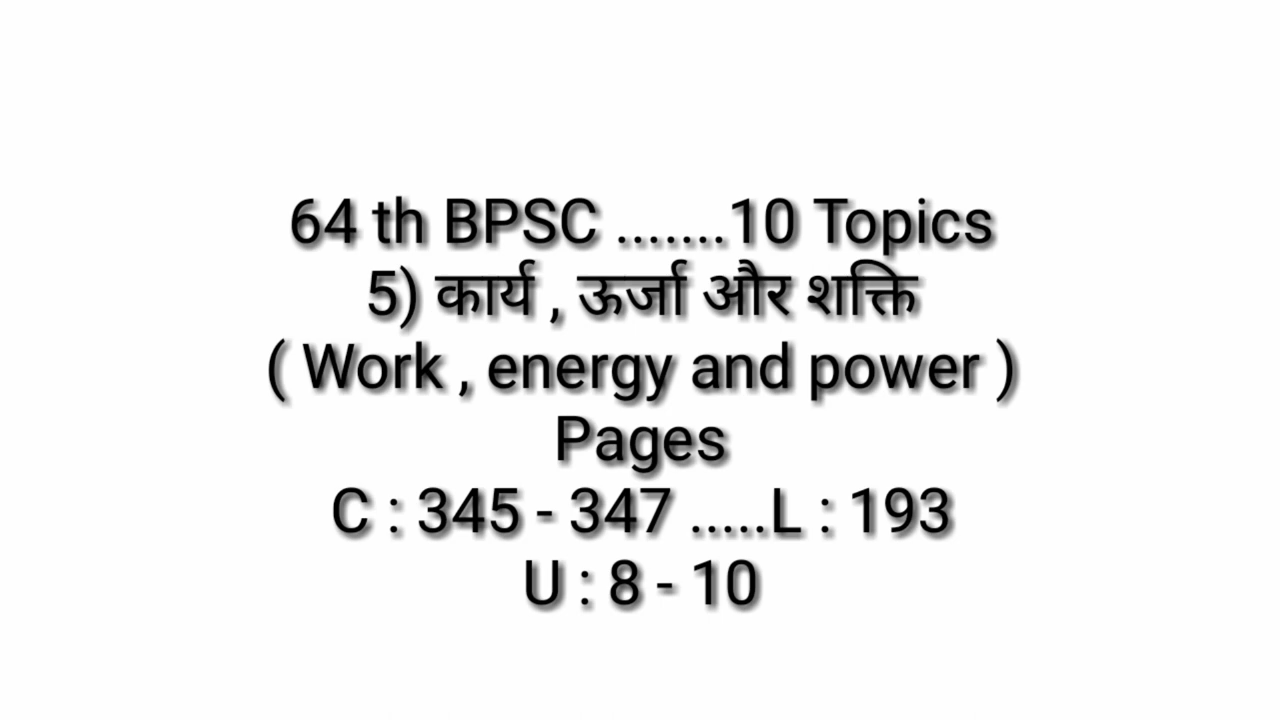 64 th BPSC .......10 Topics
5) कार्य , ऊर्जा और शक्ति
( Work , energy and power )
Pages
C : 345 - 347 .....L : 193
U : 8 - 10